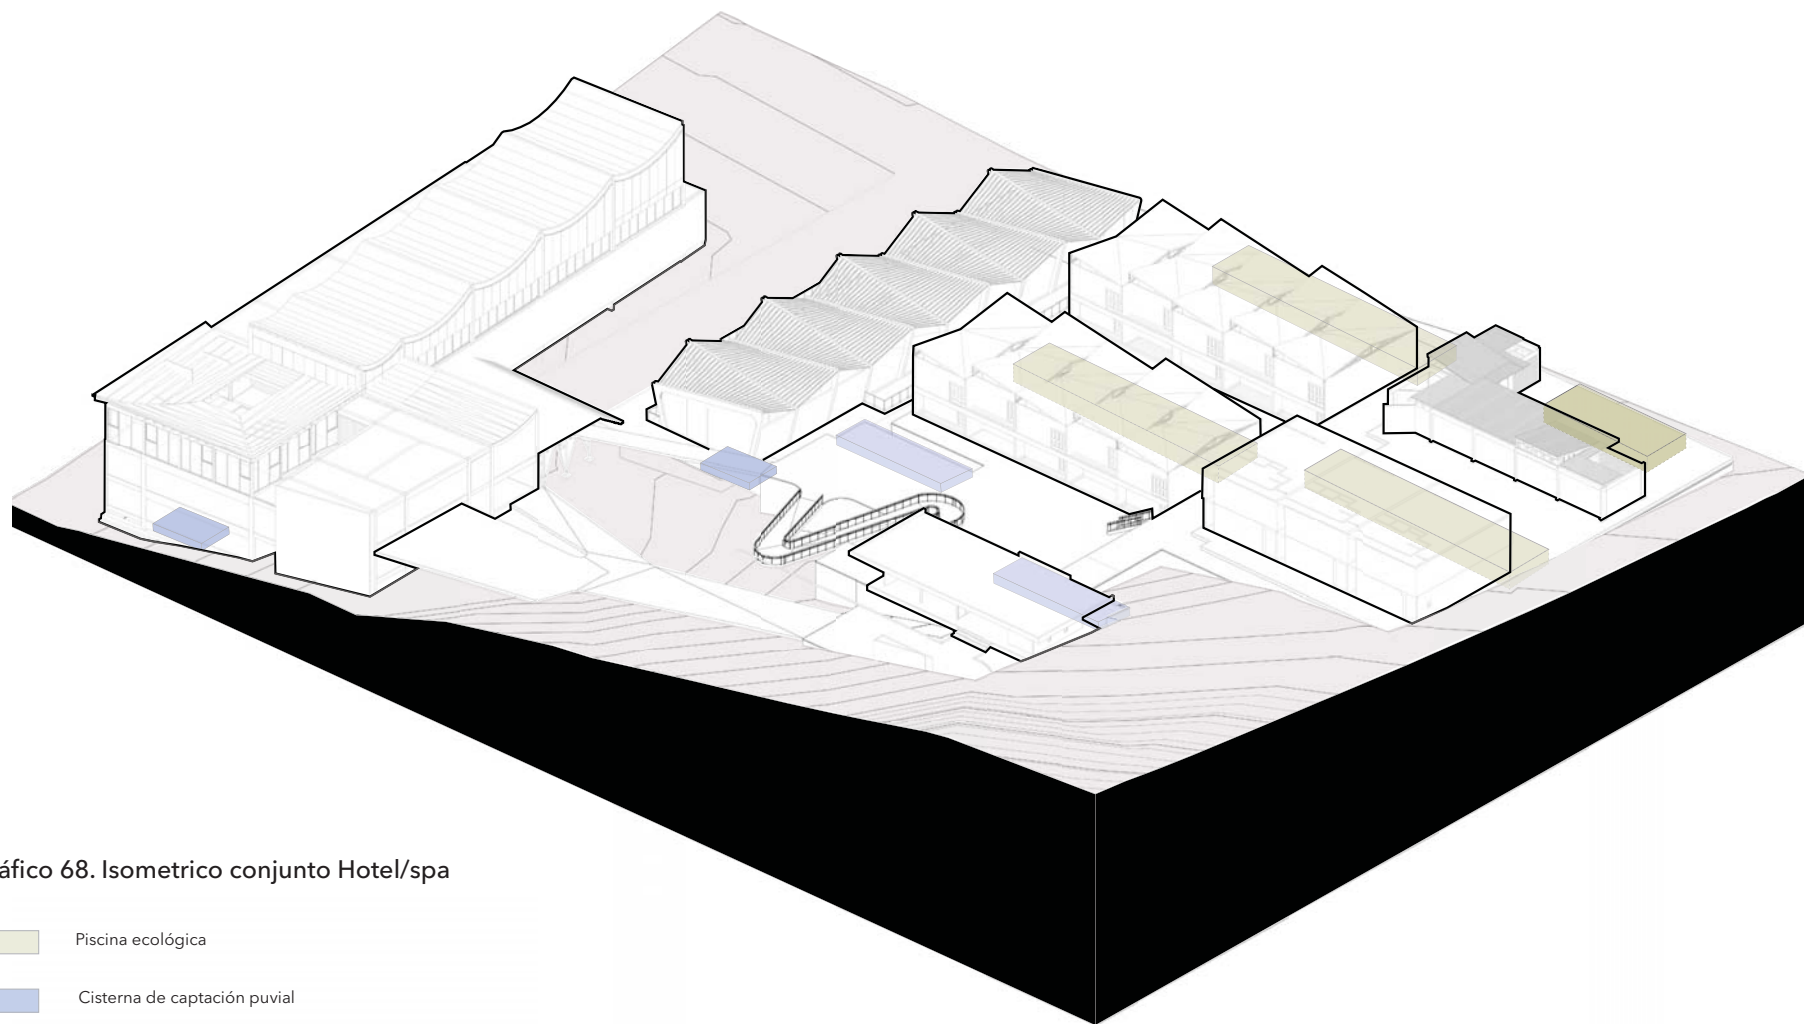 áfico 68. Isometrico conjunto Hotel/spa
Piscina ecológica
Cisterna de captación puvial